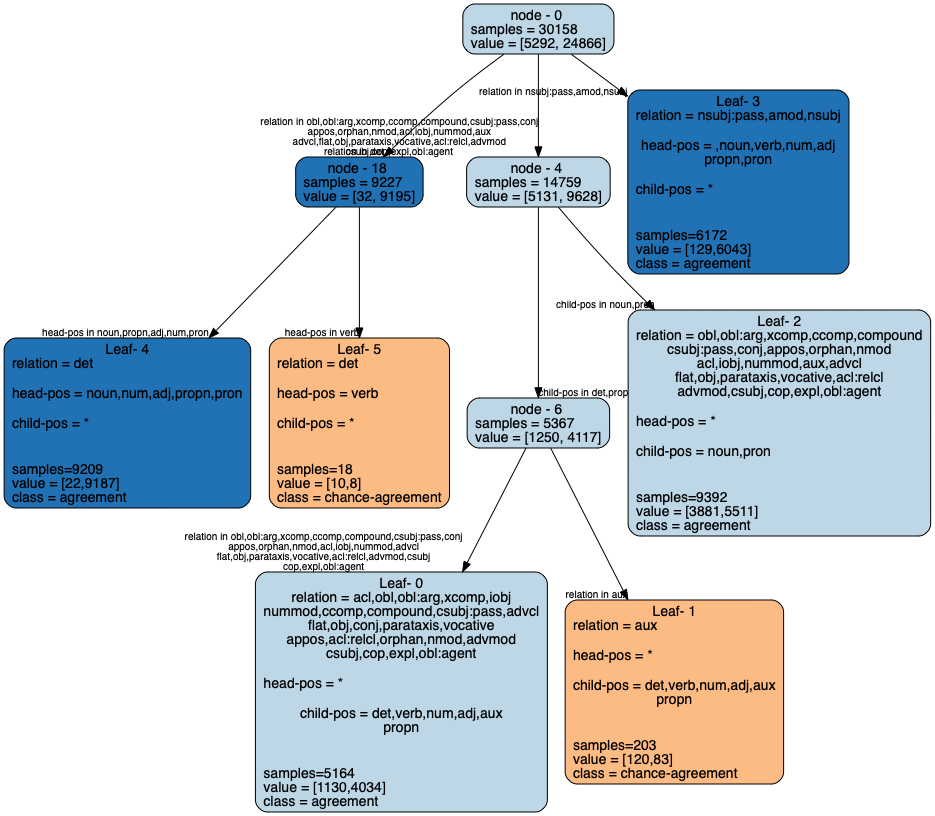 node - 0
samples = 30158
value = [5292, 24866]
relation in nsubj:pass,amod,nsubj
relation in obl,obl:arg,xcomp,ccomp,compound,csubj:pass,conj
appos,orphan,nmod,acl,iobj,nummod,aux
advcl,flat,obj,parataxis,vocative,acl:relcl,advmod
csubj,cop,expl,obl:agent
relation in det
Leaf- 3
relation = nsubj:pass,amod,nsubj
head-pos = ,noun,verb,num,adj
propn,pron
child-pos = *
samples=6172
value = [129,6043]
class = agreement
node - 18
samples = 9227
value = [32, 9195]
node - 4
samples = 14759
value = [5131, 9628]
child-pos in noun,pron
head-pos in noun,propn,adj,num,pron
head-pos in verb
Leaf- 2
relation = obl,obl:arg,xcomp,ccomp,compound
csubj:pass,conj,appos,orphan,nmod
acl,iobj,nummod,aux,advcl
flat,obj,parataxis,vocative,acl:relcl
advmod,csubj,cop,expl,obl:agent
head-pos = *
child-pos = noun,pron
samples=9392
value = [3881,5511]
class = agreement
Leaf- 4
relation = det
head-pos = noun,num,adj,propn,pron
child-pos = *
samples=9209
value = [22,9187]
class = agreement
Leaf- 5
relation = det
head-pos = verb
child-pos = *
samples=18
value = [10,8]
class = chance-agreement
child-pos in det,prop
node - 6
samples = 5367
value = [1250, 4117]
relation in obl,obl:arg,xcomp,ccomp,compound,csubj:pass,conj
appos,orphan,nmod,acl,iobj,nummod,advcl
flat,obj,parataxis,vocative,acl:relcl,advmod,csubj
cop,expl,obl:agent
relation in aux
Leaf- 0
relation = acl,obl,obl:arg,xcomp,iobj
nummod,ccomp,compound,csubj:pass,advcl
flat,obj,conj,parataxis,vocative
appos,acl:relcl,orphan,nmod,advmod
csubj,cop,expl,obl:agent
head-pos = *
child-pos = det,verb,num,adj,aux
propn
samples=5164
value = [1130,4034]
class = agreement
Leaf- 1
relation = aux
head-pos = *
child-pos = det,verb,num,adj,aux
propn
samples=203
value = [120,83]
class = chance-agreement